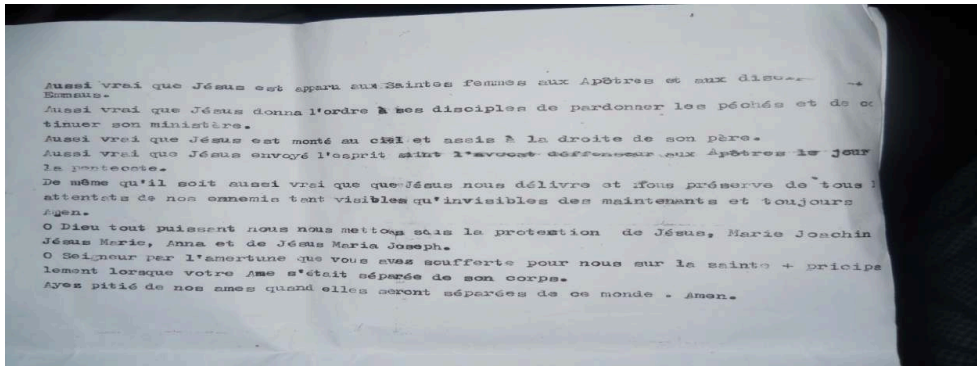 Aussi vrai que Jésus est apparu aux Saintes femmes aux Apôtres et aux
Emmaus.
Aussi vrai que Jésus donna l'ordre à ses disciples de pardonner les péchés et de co
tinuer son ministère.
Aussi vrai que Jésus est monté au ciel et assis à la droite de son père.
Aussi vrai que Jésus envoyé l'esprit saint l'avocat déffenseur aux Apôtres le jour
la pentecote.
De même qu'il soit aussi vrai que que Jésus nous délivre et nous préserve de tous
attentats de nos ennemis tant visibles qu'invisibles des maintenants et toujours
Amen.
O Dieu tout puissant nous nous mettons sous la protection de Jésus, Marie Joachin
Jésus Marie, Anna et de Jésus Maria Joseph.
O Seigneur par l'amertune que vous avez soufferte pour nous sur la sainte + pricipa
lement lorsque votre Ame s'était séparée de son corps.
Ayez pitié de nos ames quand elles seront séparées de ce monde . Amen.